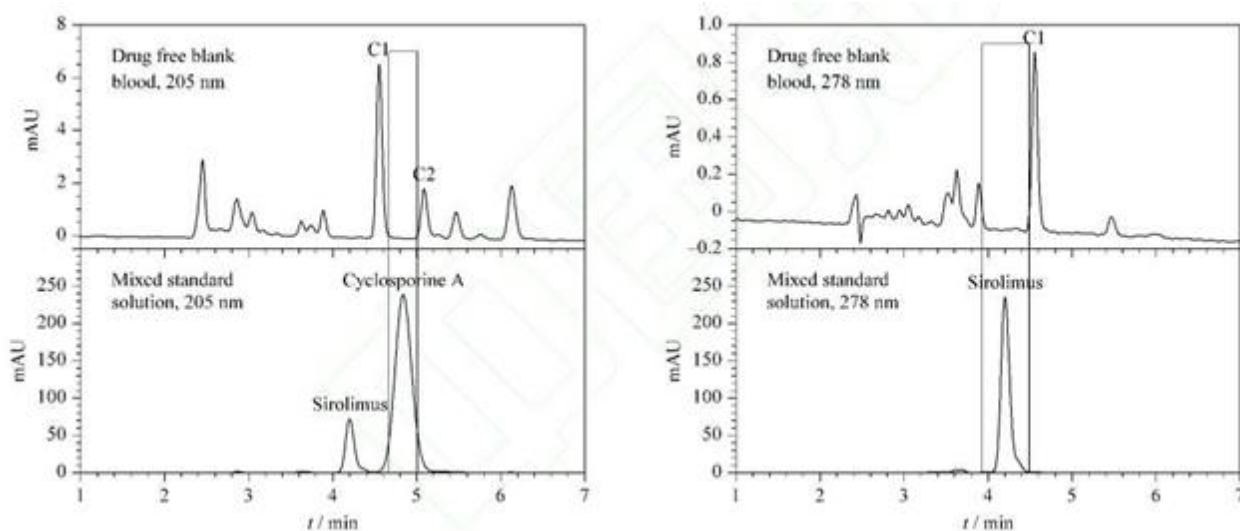 8
6
4
2
0
mAU
Drug free blank
blood, 205 nm
C1
C2
250
200
150
100
50
0
mAU
Mixed standard
solution, 205 nm
Cyclosporine A
Sirolimus
1 2 3 4 5 6 7
t / min
1.0
0.8
0.6
0.4
0.2
0
-0.2
mAU
Drug free blank
blood, 278 nm
C1
250
200
150
100
50
0
mAU
Mixed standard
solution, 278 nm
Sirolimus
1 2 3 4 5 6 7
t / min